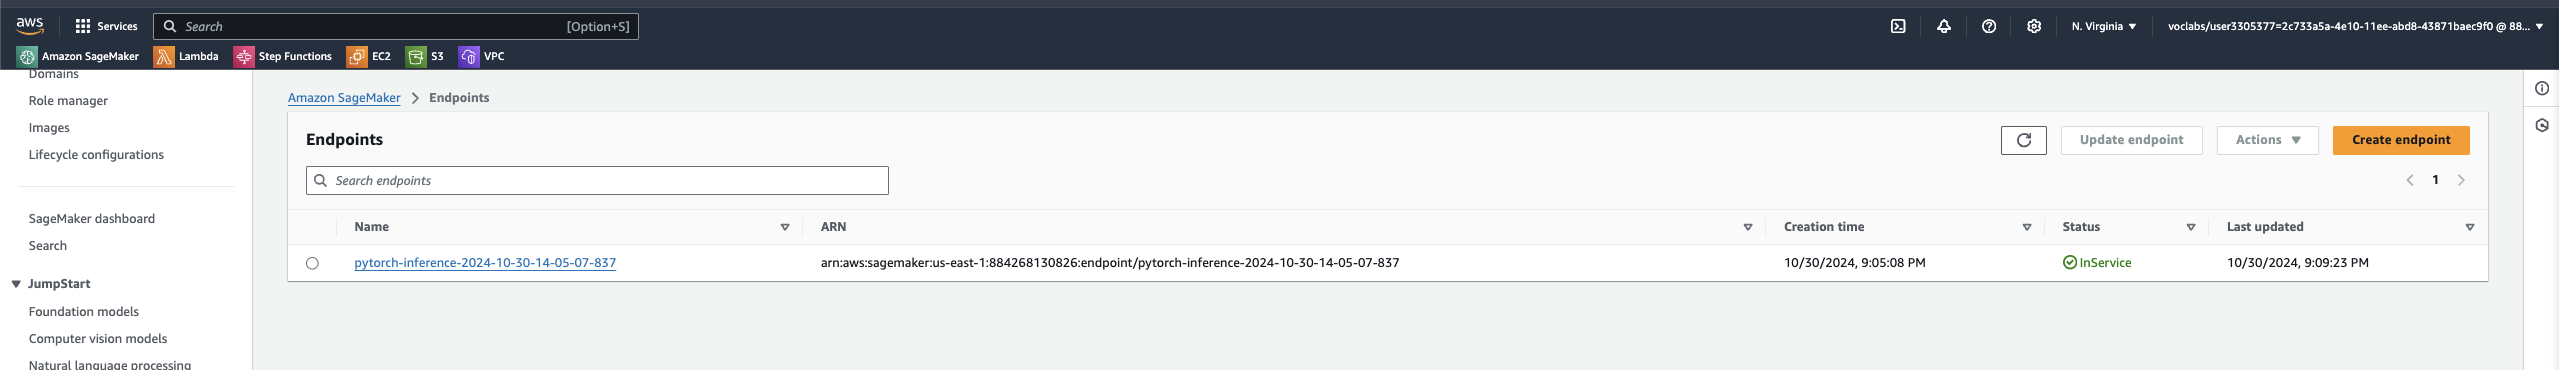 aws
Services
Search
[Option+S]
N. Virginia
voclabs/user3305377=2c733a5a-4e10-11ee-abd8-43871baec9f0 @ 88...
Amazon SageMaker Lambda Step Functions EC2 S3 VPC
Domains
Role manager
Images
Lifecycle configurations
SageMaker dashboard
Search
JumpStart
Foundation models
Computer vision models
Natural language processing
Amazon SageMaker > Endpoints
Endpoints
Update endpoint
Actions
Create endpoint
Search endpoints
< 1 >
Name ARN Creation time Status Last updated
pytorch-inference-2024-10-30-14-05-07-837 arn:aws:sagemaker:us-east-1:884268130826:endpoint/pytorch-inference-2024-10-30-14-05-07-837 10/30/2024, 9:05:08 PM InService 10/30/2024, 9:09:23 PM